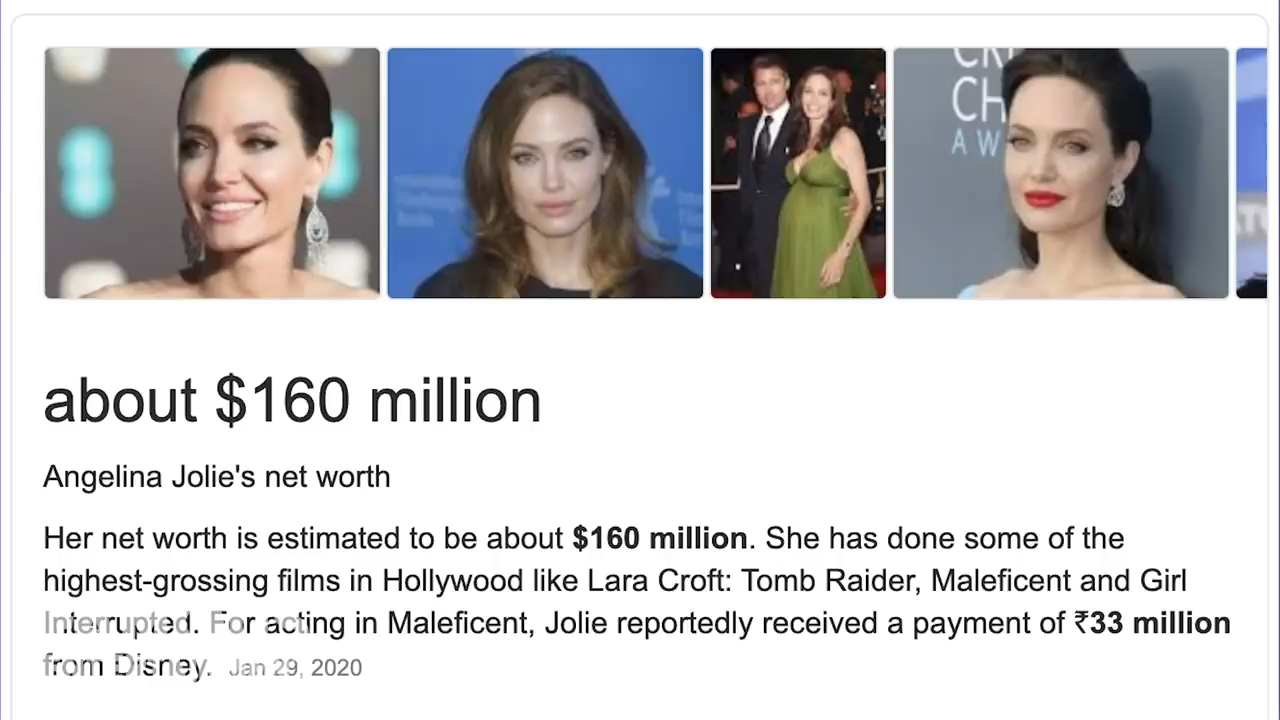 CH
AW
about $160 million
Angelina Jolie's net worth
Her net worth is estimated to be about $160 million. She has done some of the
highest-grossing films in Hollywood like Lara Croft: Tomb Raider, Maleficent and Girl
Interrupted. For acting in Maleficent, Jolie reportedly received a payment of ₹33 million
from Disney. Jan 29, 2020